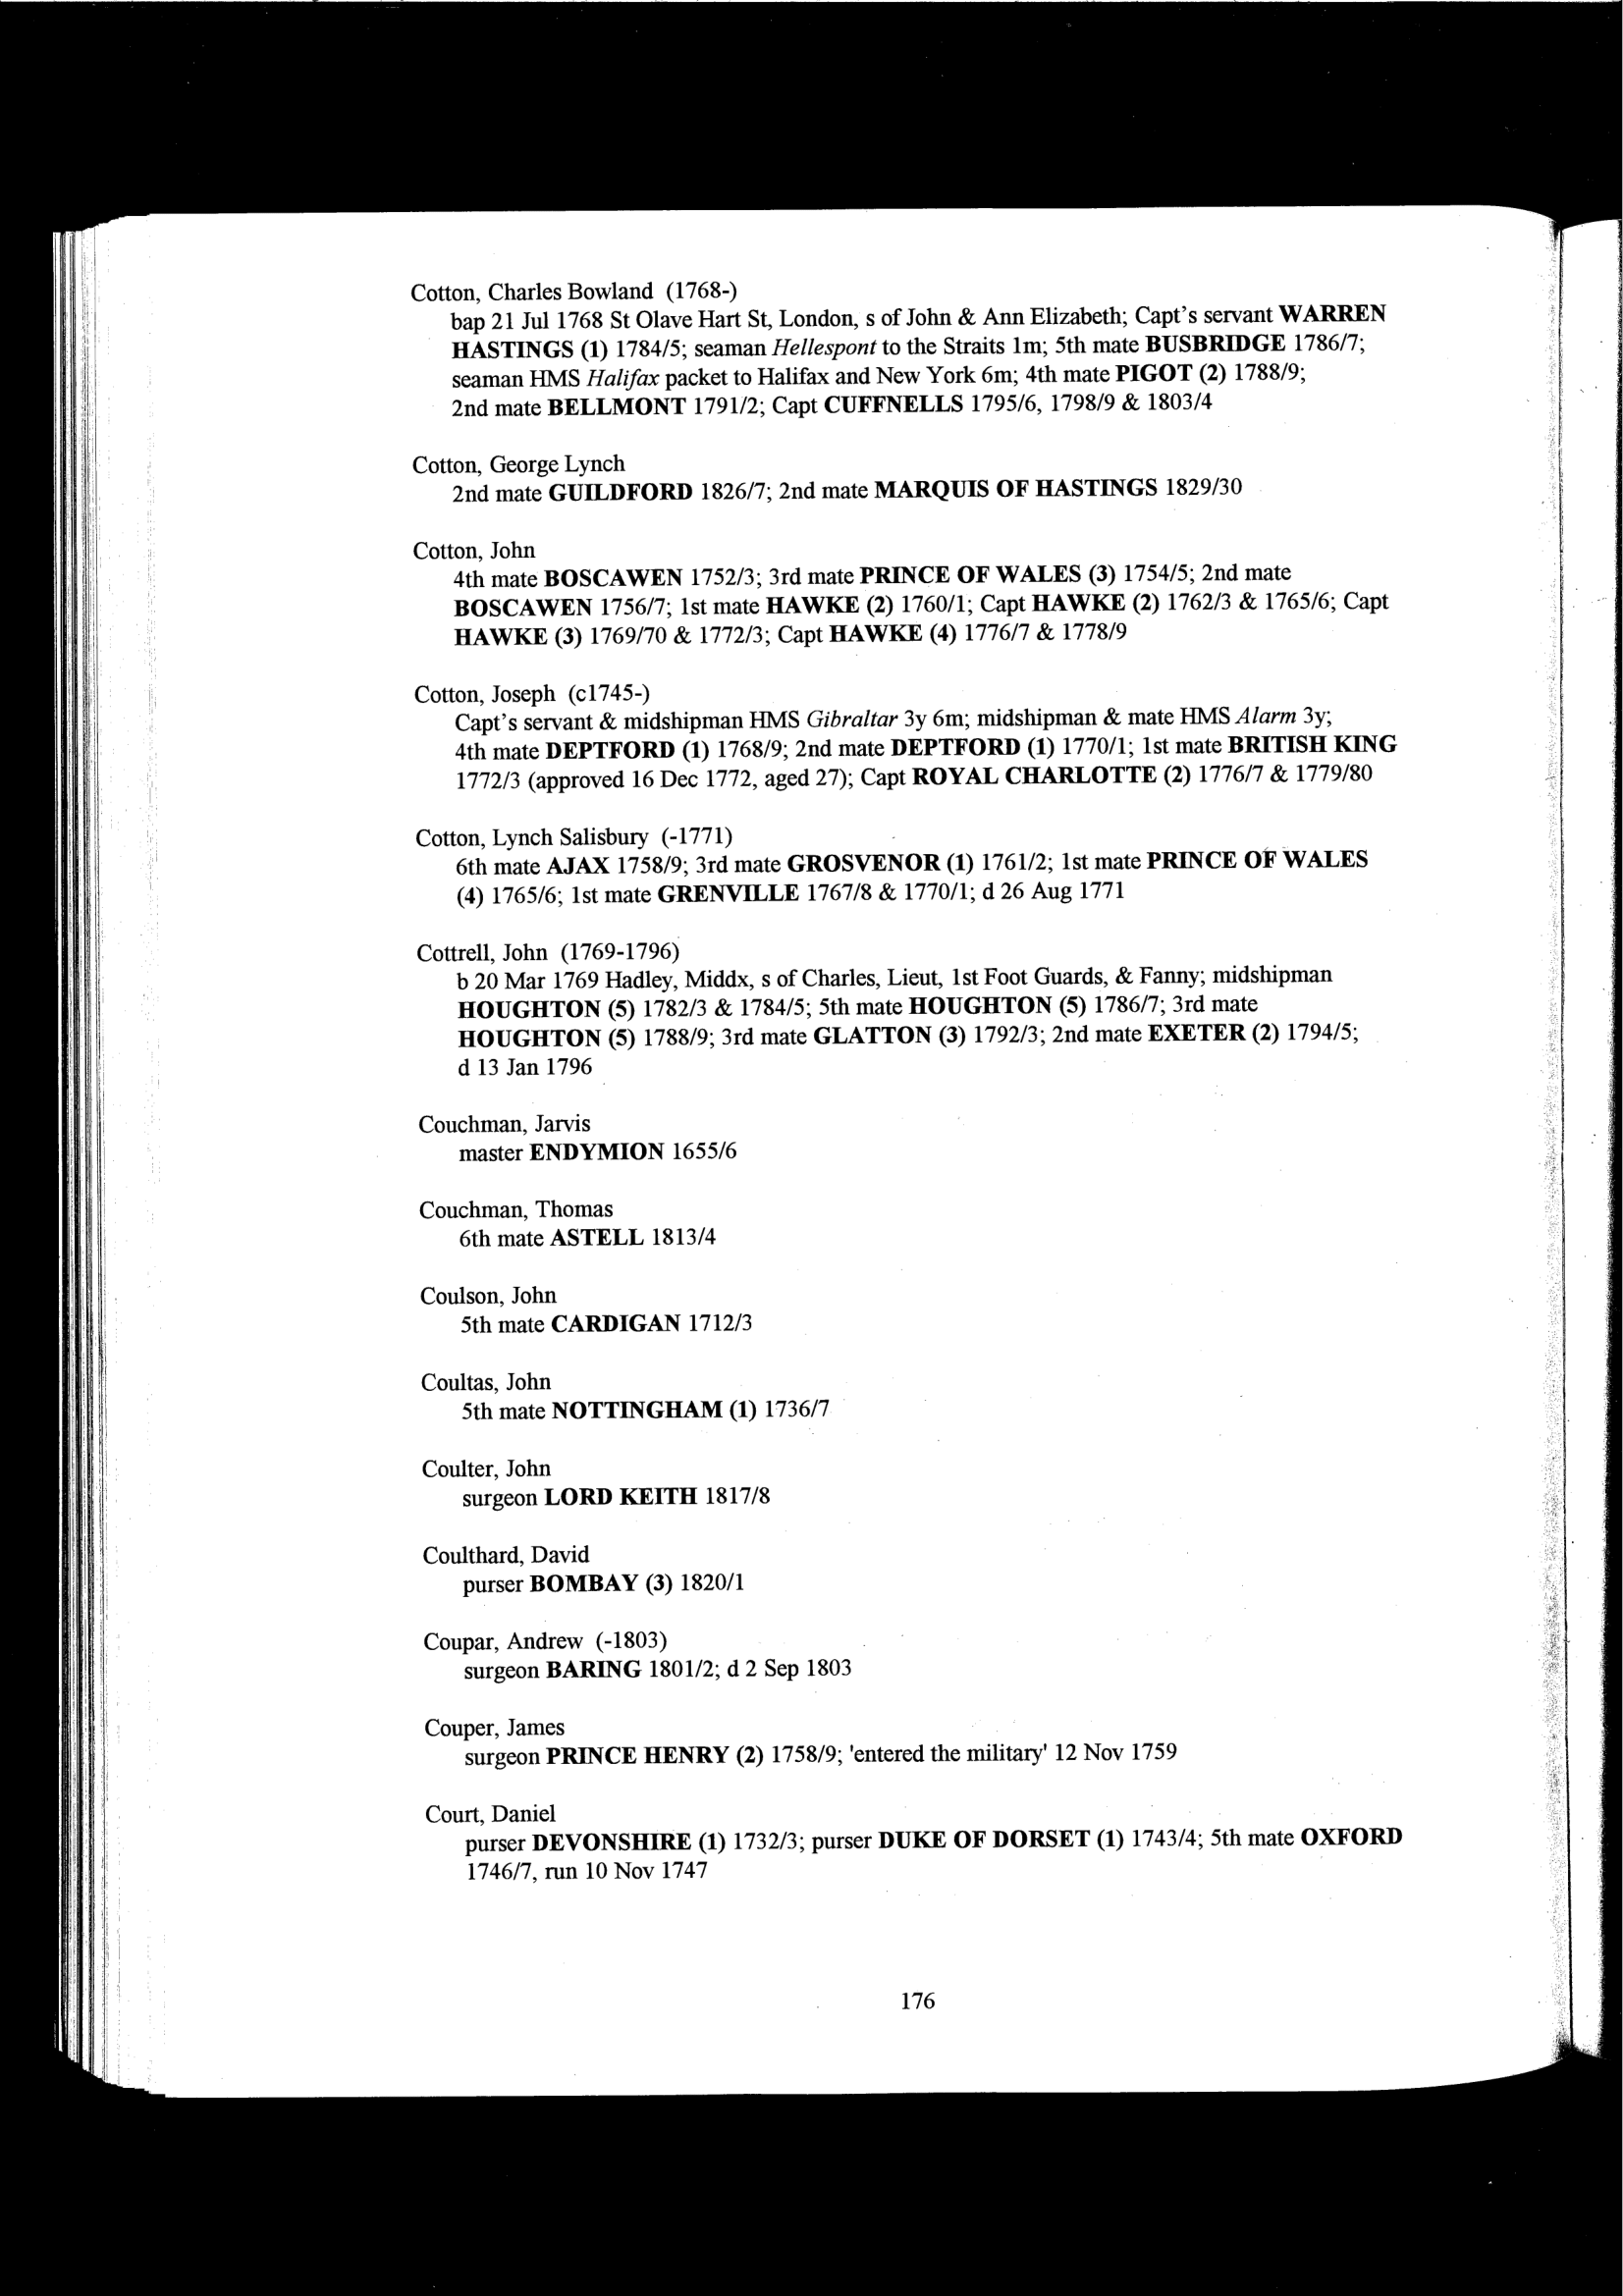 Cotton, Charles Bowland (1768-)
bap 21 Jul 1768 St Olave Hart St, London, s of John & Ann Elizabeth; Capt's servant WARREN
HASTINGS (1) 1784/5; seaman Hellespont to the Straits 1m; 5th mate BUSBRIDGE 1786/7;
seaman HMS Halifax packet to Halifax and New York 6m; 4th mate PIGOT (2) 1788/9;
2nd mate BELLMONT 1791/2; Capt CUFFNELLS 1795/6, 1798/9 & 1803/4
Cotton, George Lynch
2nd mate GUILDFORD 1826/7; 2nd mate MARQUIS OF HASTINGS 1829/30
Cotton, John
4th mate BOSCAWEN 1752/3; 3rd mate PRINCE OF WALES (3) 1754/5; 2nd mate
BOSCAWEN 1756/7; 1st mate HAWKE (2) 1760/1; Capt HAWKE (2) 1762/3 & 1765/6; Capt
HAWKE (3) 1769/70 & 1772/3; Capt HAWKE (4) 1776/7 & 1778/9
Cotton, Joseph (c1745-)
Capt's servant & midshipman HMS Gibraltar 3y 6m; midshipman & mate HMS Alarm 3y;
4th mate DEPTFORD (1) 1768/9; 2nd mate DEPTFORD (1) 1770/1; 1st mate BRITISH KING
1772/3 (approved 16 Dec 1772, aged 27); Capt ROYAL CHARLOTTE (2) 1776/7 & 1779/80
Cotton, Lynch Salisbury (-1771)
6th mate AJAX 1758/9; 3rd mate GROSVENOR (1) 1761/2; 1st mate PRINCE OF WALES
(4) 1765/6; 1st mate GRENVILLE 1767/8 & 1770/1; d 26 Aug 1771
Cottrell, John (1769-1796)
b 20 Mar 1769 Hadley, Middx, s of Charles, Lieut, 1st Foot Guards, & Fanny; midshipman
HOUGHTON (5) 1782/3 & 1784/5; 5th mate HOUGHTON (5) 1786/7; 3rd mate
HOUGHTON (5) 1788/9; 3rd mate GLATTON (3) 1792/3; 2nd mate EXETER (2) 1794/5;
d 13 Jan 1796
Couchman, Jarvis
master ENDYMION 1655/6
Couchman, Thomas
6th mate ASTELL 1813/4
Coulson, John
5th mate CARDIGAN 1712/3
Coultas, John
5th mate NOTTINGHAM (1) 1736/7
Coulter, John
surgeon LORD KEITH 1817/8
Coulthard, David
purser BOMBAY (3) 1820/1
Coupar, Andrew (-1803)
surgeon BARING 1801/2; d 2 Sep 1803
Couper, James
surgeon PRINCE HENRY (2) 1758/9; 'entered the military' 12 Nov 1759
Court, Daniel
purser DEVONSHIRE (1) 1732/3; purser DUKE OF DORSET (1) 1743/4; 5th mate OXFORD
1746/7, run 10 Nov 1747
176